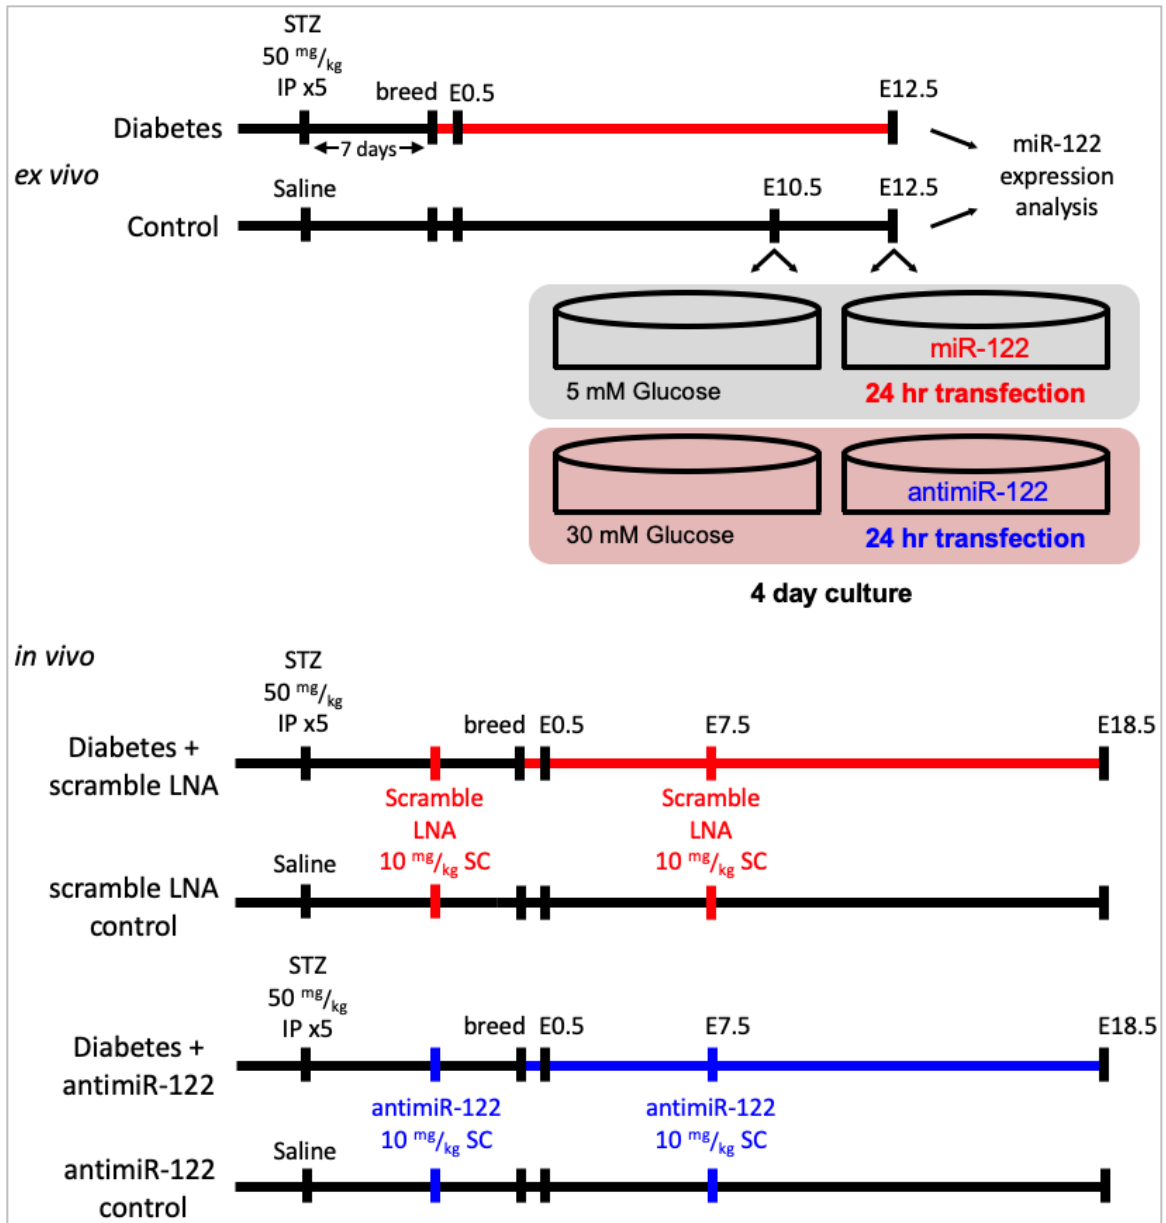 STZ
50 mg/kg
IP x5
breed
E0.5
E12.5
Diabetes
7 days
miR-122
expression
analysis
ex vivo
Saline
E10.5
E12.5
Control
miR-122
5 mM Glucose
24 hr transfection
antimiR-122
30 mM Glucose
24 hr transfection
4 day culture
in vivo
STZ
50 mg/kg
IP x5
breed
E0.5
E7.5
E18.5
Diabetes +
scramble LNA
Scramble
LNA
10 mg/kg SC
Scramble
LNA
10 mg/kg SC
Saline
scramble LNA
control
STZ
50 mg/kg
IP x5
breed
E0.5
E7.5
E18.5
Diabetes +
antimiR-122
antimiR-122
10 mg/kg SC
antimiR-122
10 mg/kg SC
Saline
antimiR-122
control